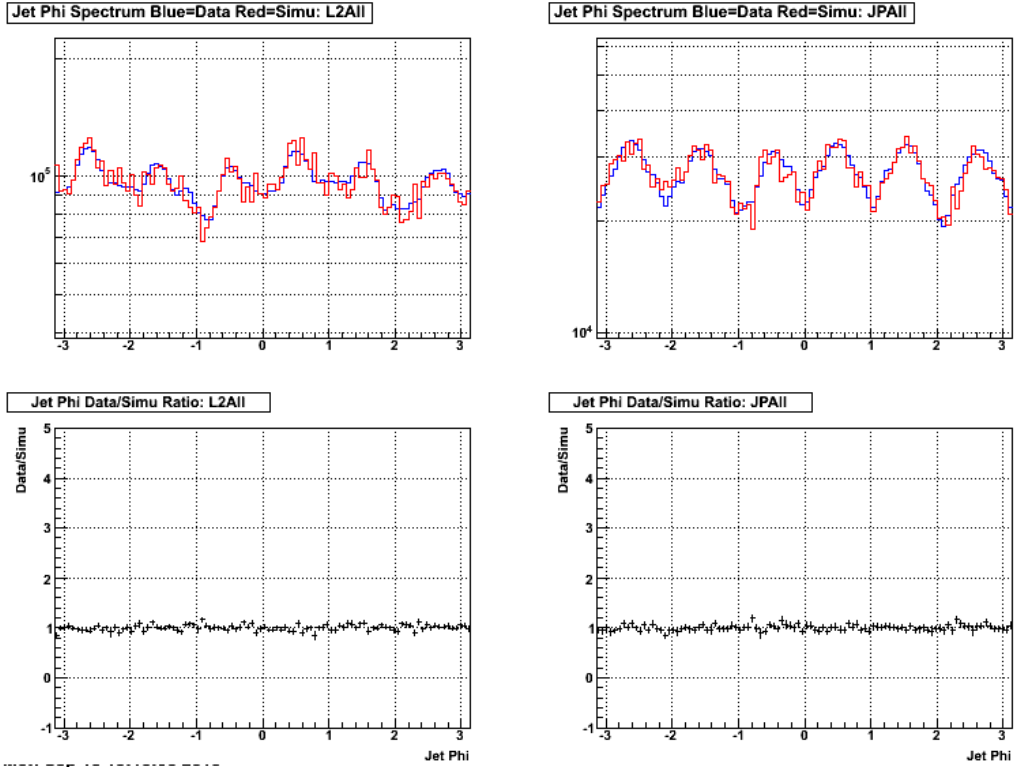 Jet Phi Spectrum Blue=Data Red=Simu: L2All
Jet Phi Spectrum Blue=Data Red=Simu: JPAll
10⁵
-3 -2 -1 0 1 2 3
10⁴
-3 -2 -1 0 1 2 3
Jet Phi Data/Simu Ratio: L2All
Jet Phi Data/Simu Ratio: JPAll
Data/Simu
5
4
3
2
1
0
-1
-3 -2 -1 0 1 2 3
Jet Phi
Data/Simu
5
4
3
2
1
0
-1
-3 -2 -1 0 1 2 3
Jet Phi